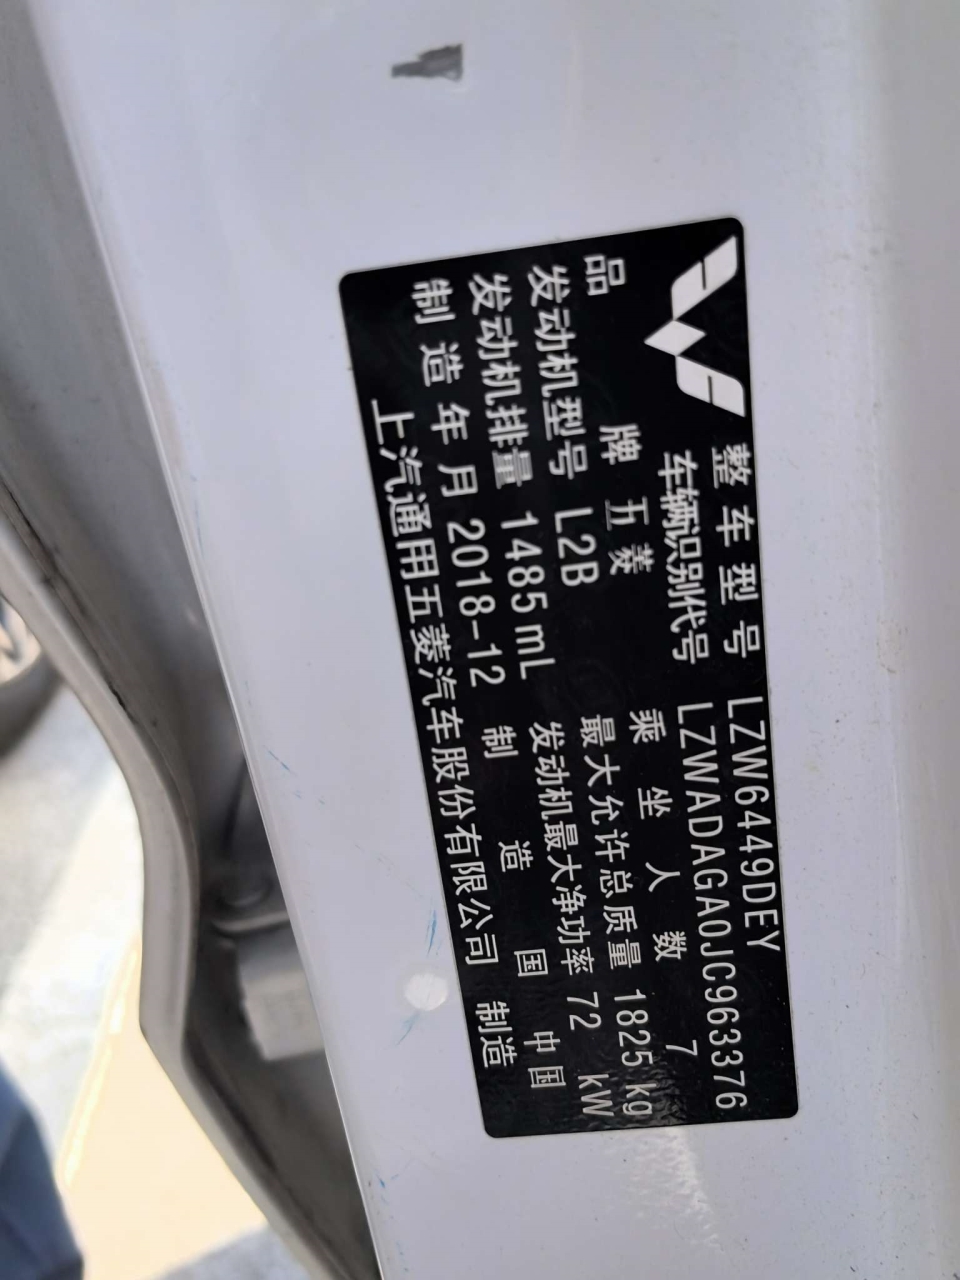 整车型号 LZW6449DEY
车辆识别代号 LZWADAGA0JC963376
品牌 五菱 乘坐人数 7
发动机型号 L2B 最大允许总质量 1825 kg
发动机排量 1485mL 发动机最大净功率 72 kW
制造年月 2018-12 制造国 中国
上汽通用五菱汽车股份有限公司 制造